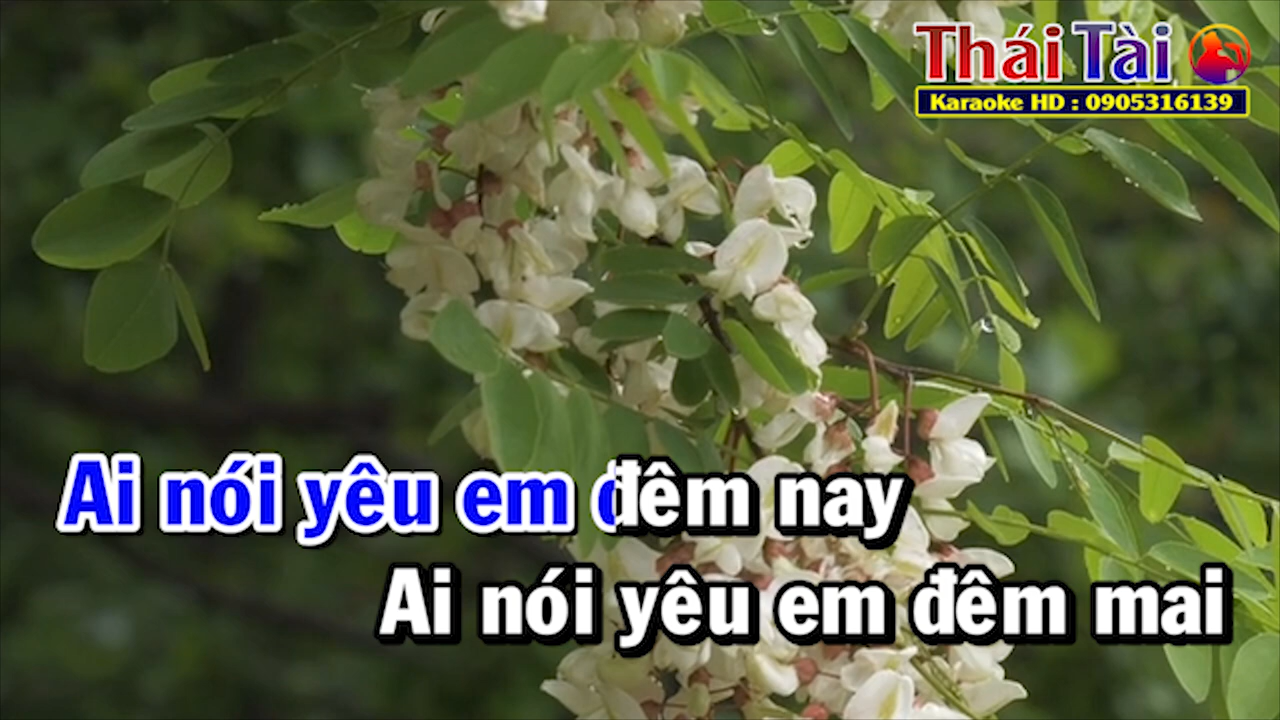 Thái Tài
Karaoke HD : 0905316139
Ai nói yêu em đêm nay
Ai nói yêu em đêm mai